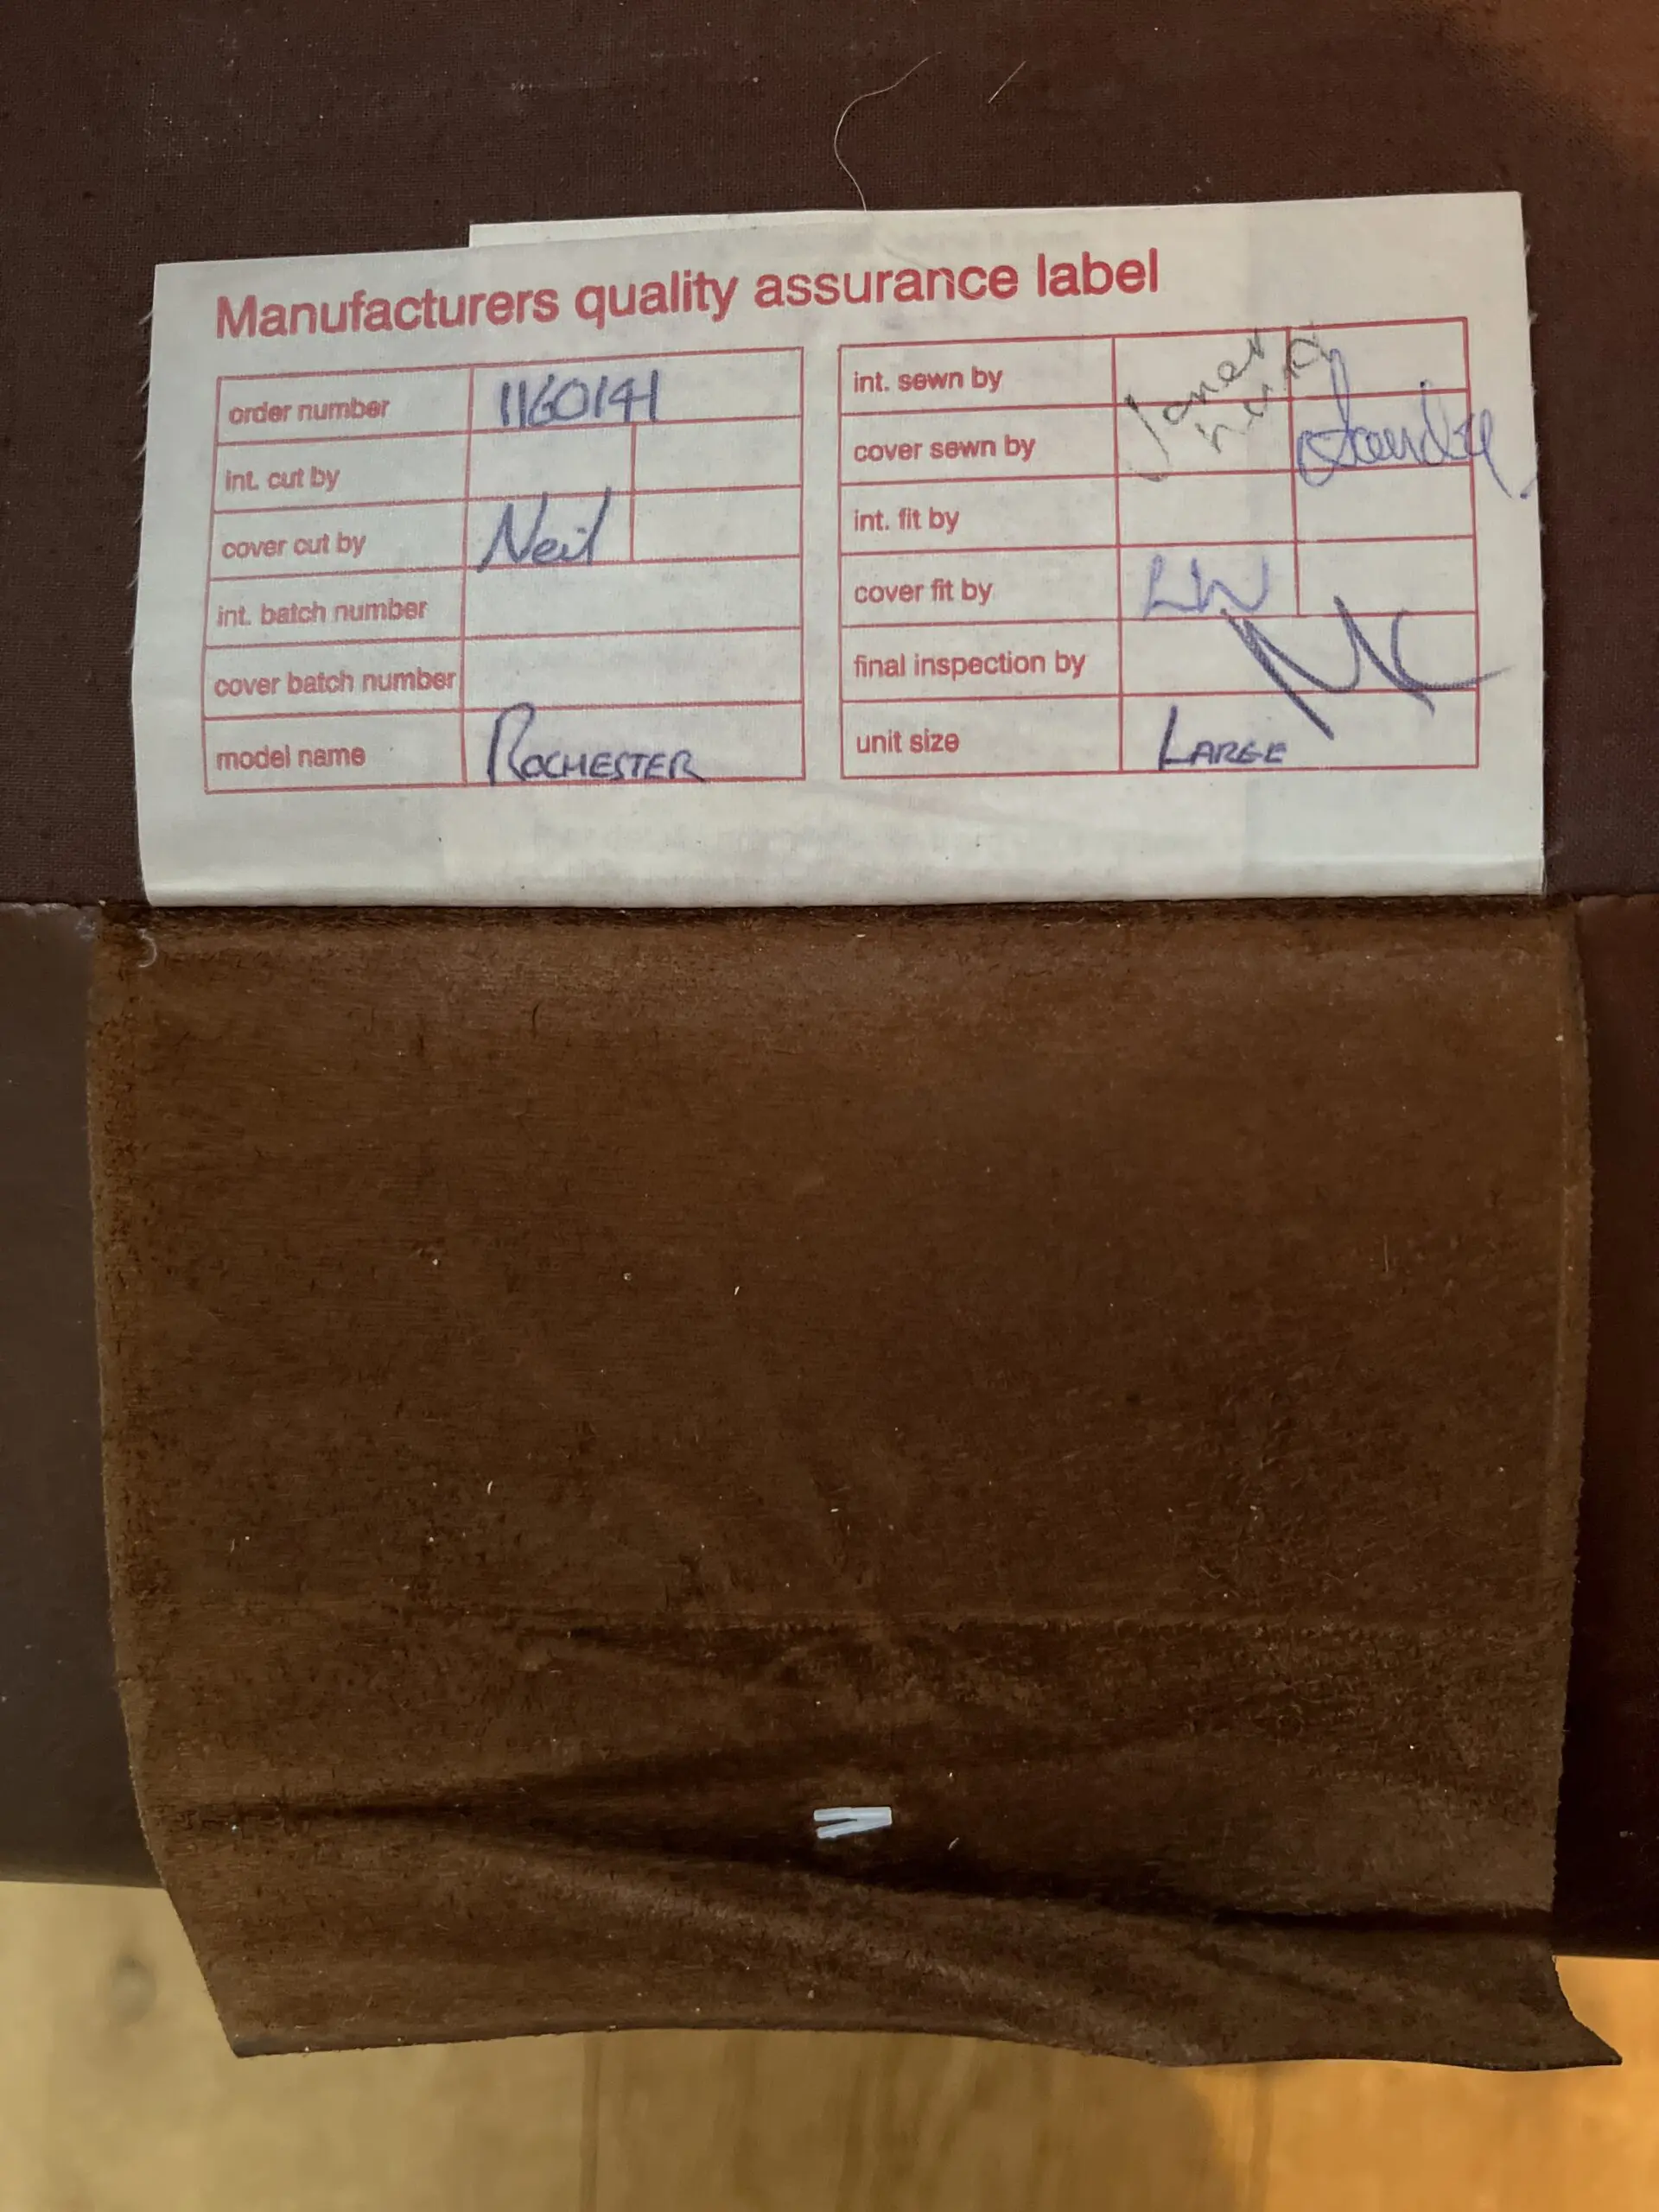 Manufacturers quality assurance label
order number 1160141
int. cut by
cover cut by Neil
int. batch number
cover batch number
model name ROCHESTER
int. sewn by
cover sewn by
int. fit by
cover fit by LW
final inspection by
unit size LARGE